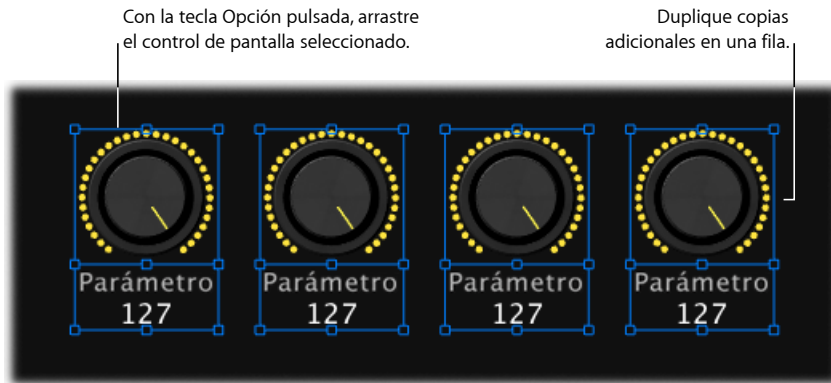 Con la tecla Opción pulsada, arrastre
el control de pantalla seleccionado.
Duplique copias
adicionales en una fila.
Parámetro
127
Parámetro
127
Parámetro
127
Parámetro
127